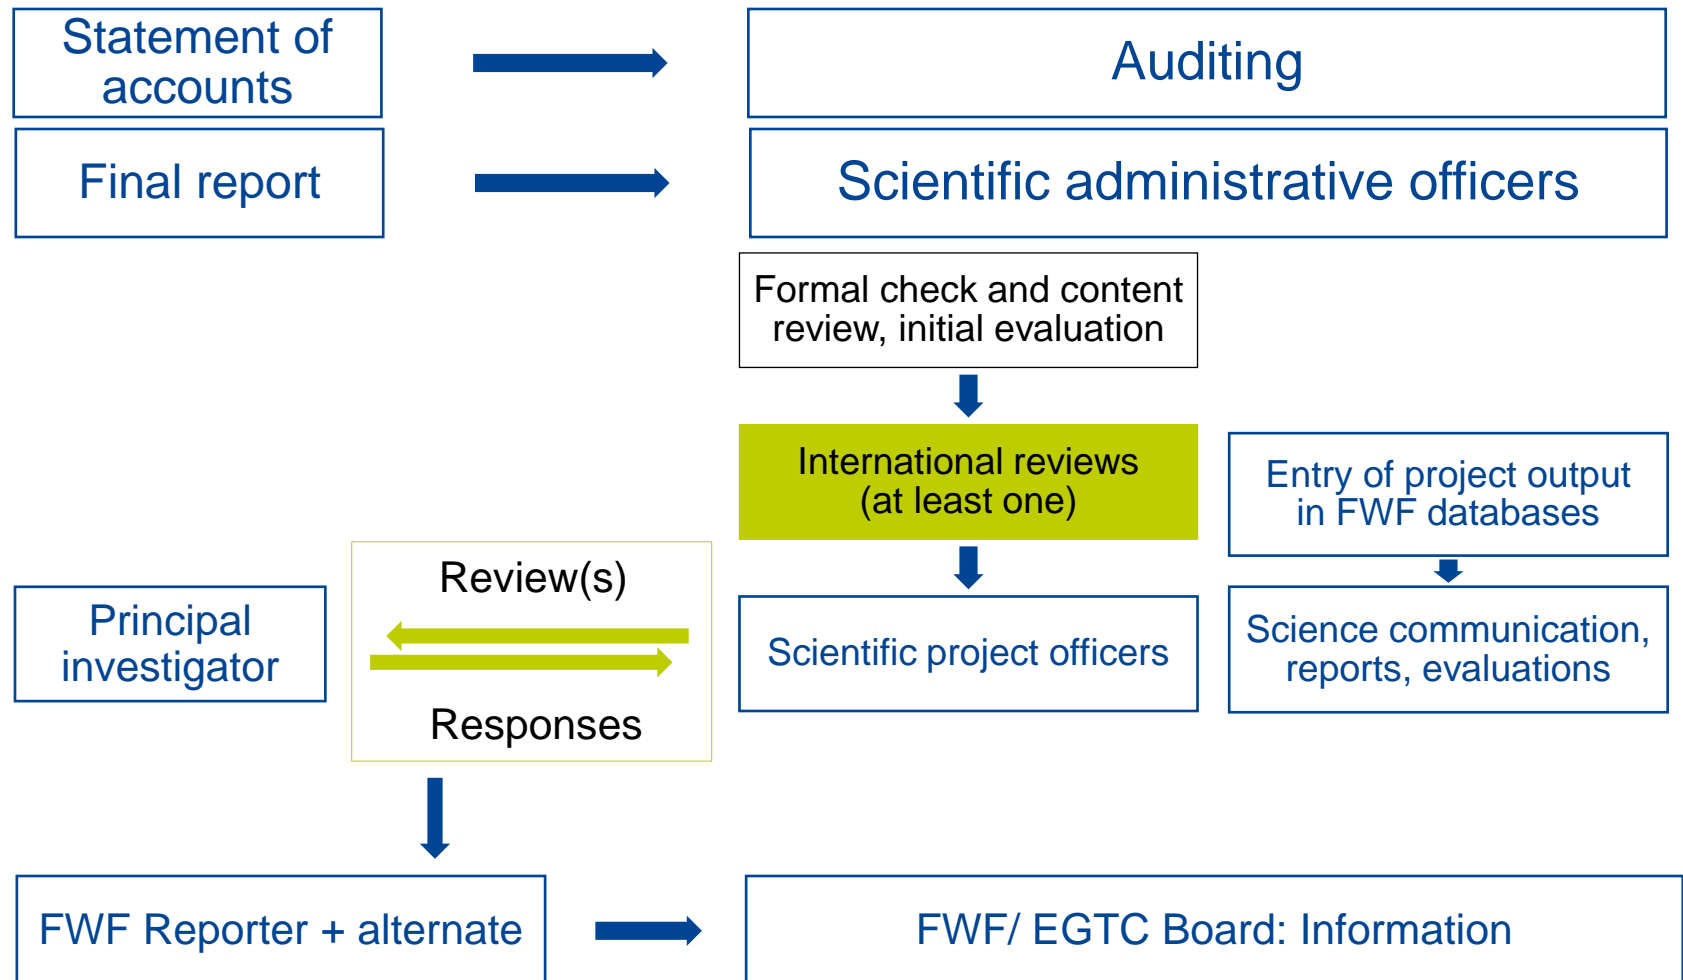 Statement of
accounts
Auditing
Final report
Scientific administrative officers
Formal check and content
review, initial evaluation
International reviews
(at least one)
Entry of project output
in FWF databases
Review(s)
Principal
investigator
Scientific project officers
Science communication,
reports, evaluations
Responses
FWF Reporter + alternate
FWF/ EGTC Board: Information